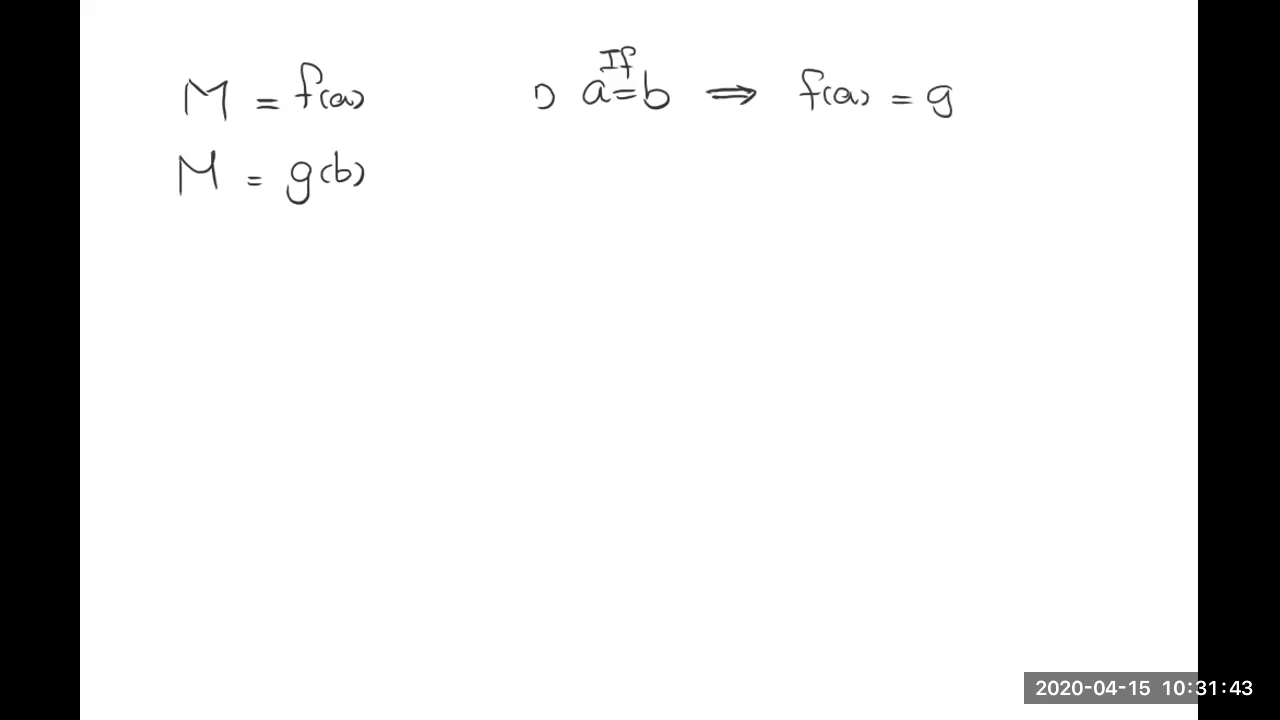 M = f(a)
M = g(b)
1) If a=b ⇒ f(a) = g
2020-04-15 10:31:43